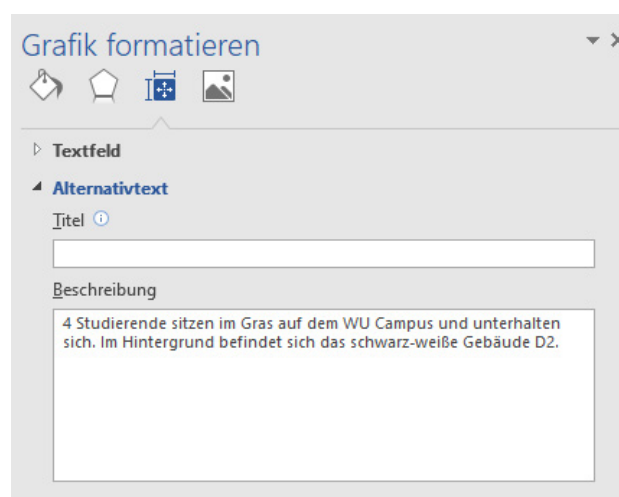 Grafik formatieren
Textfeld
Alternativtext
Titel
Beschreibung
4 Studierende sitzen im Gras auf dem WU Campus und unterhalten
sich. Im Hintergrund befindet sich das schwarz-weiße Gebäude D2.